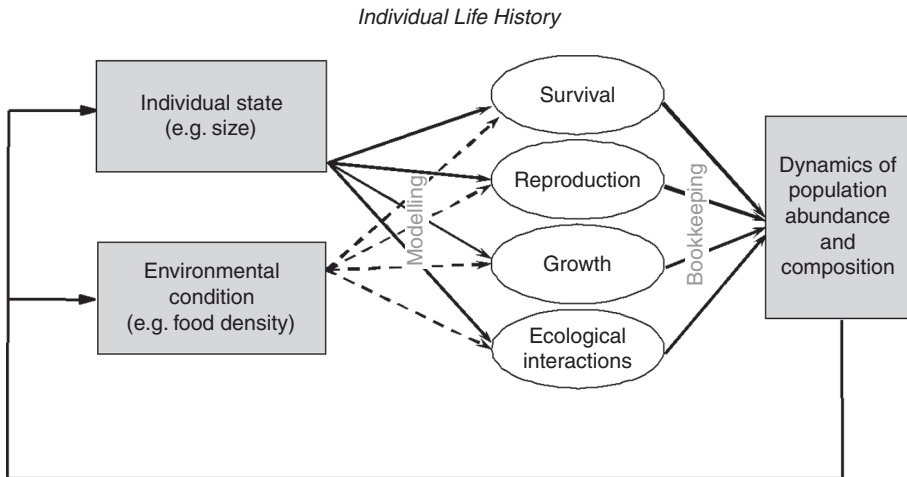 Individual Life History
Individual state
(e.g. size)
Environmental
condition
(e.g. food density)
Modelling
Survival
Reproduction
Growth
Ecological
interactions
Bookkeeping
Dynamics of
population
abundance
and
composition